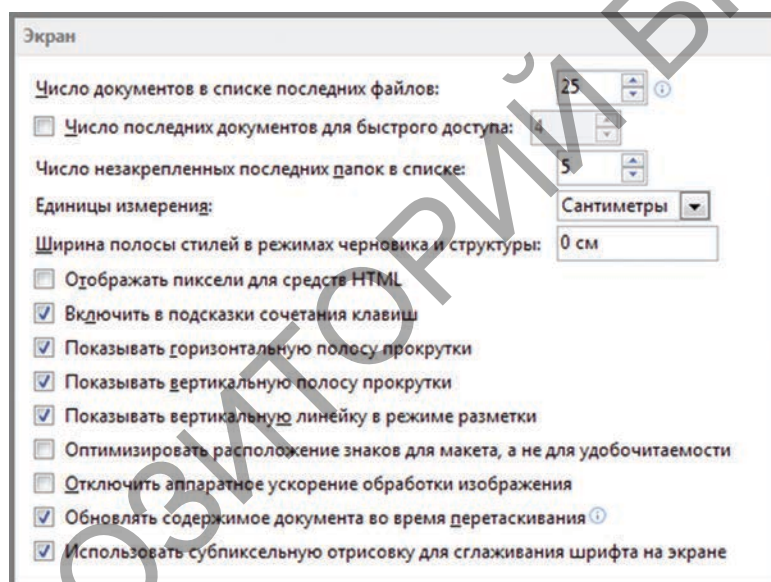 Экран
Число документов в списке последних файлов: 25
Число последних документов для быстрого доступа: 4
Число незакрепленных последних папок в списке: 5
Единицы измерения: Сантиметры
Ширина полосы стилей в режимах черновика и структуры: 0 см
Отображать пиксели для средств HTML
Включить в подсказки сочетания клавиш
Показывать горизонтальную полосу прокрутки
Показывать вертикальную полосу прокрутки
Показывать вертикальную линейку в режиме разметки
Оптимизировать расположение знаков для макета, а не для удобочитаемости
Отключить аппаратное ускорение обработки изображения
Обновлять содержимое документа во время перетаскивания
Использовать субпиксельную отрисовку для сглаживания шрифта на экране
ОЗИТОРИЙ Б